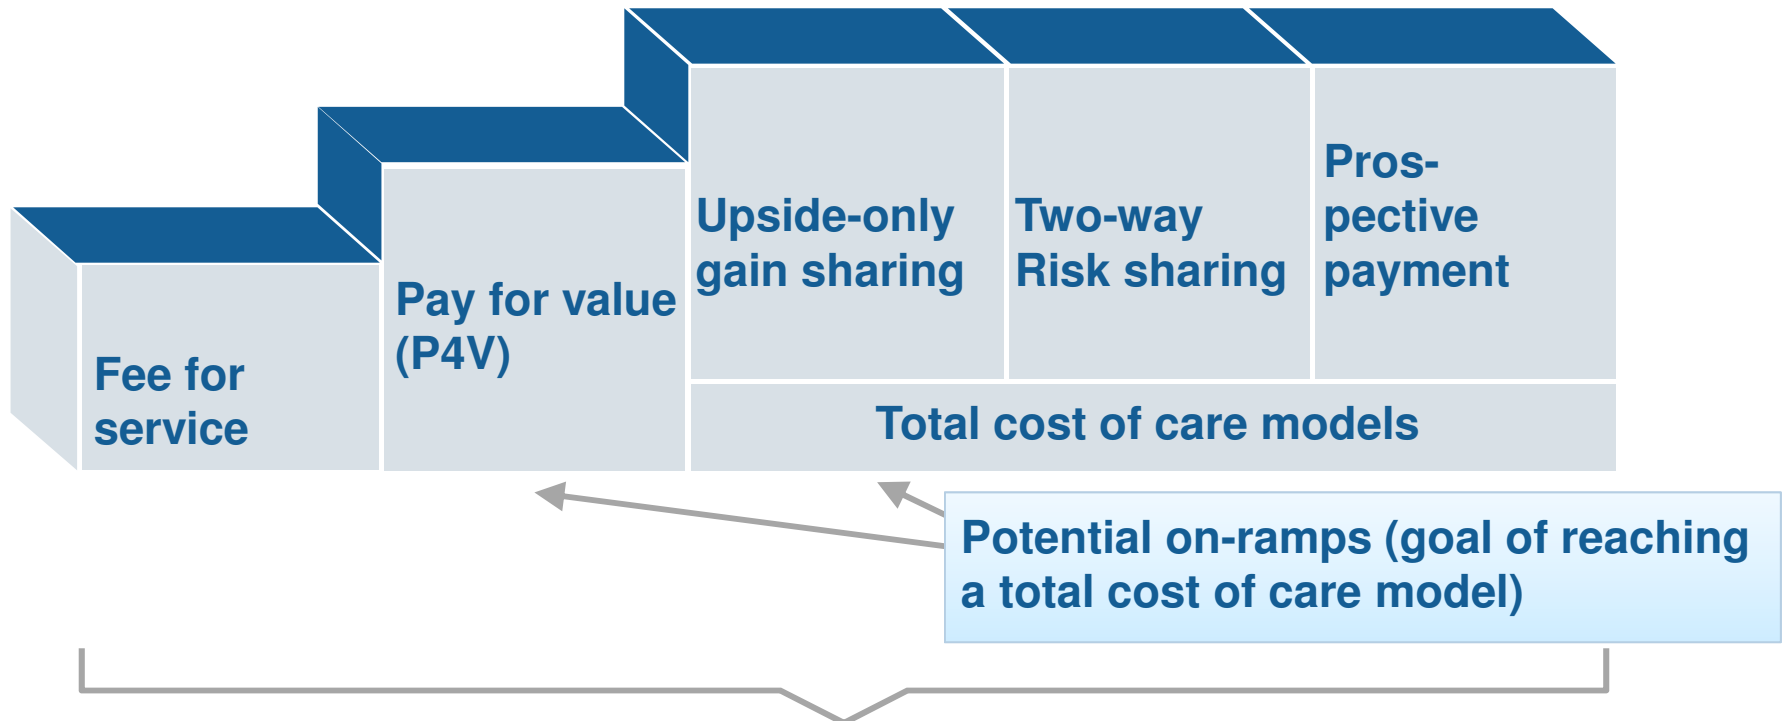 Fee for
service
Pay for value
(P4V)
Upside-only
gain sharing
Two-way
Risk sharing
Pros-
pective
payment
Total cost of care models
Potential on-ramps (goal of reaching
a total cost of care model)